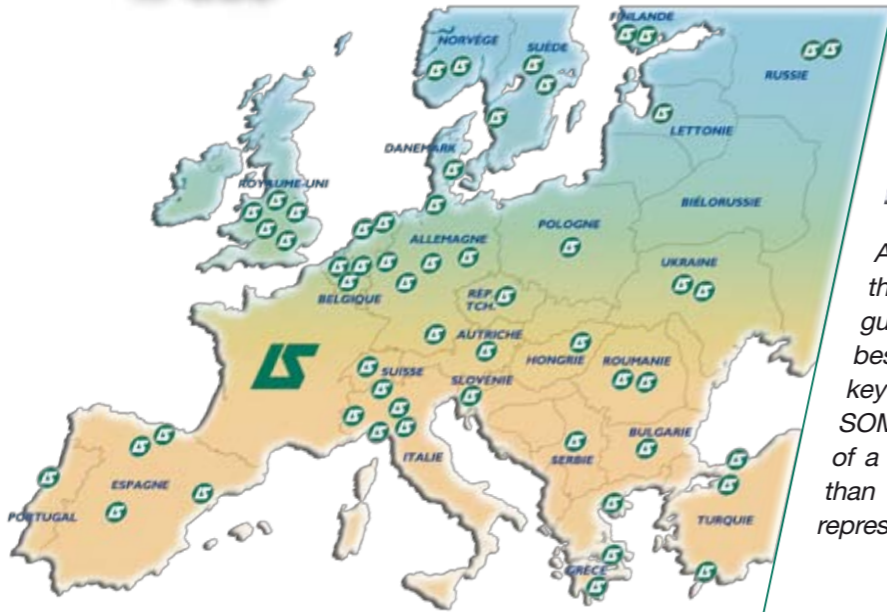 FINLANDE
NORVÈGE
SUÈDE
RUSSIE
LETTONIE
DANEMARK
ROYAUME-UNI
BIÉLORUSSIE
POLOGNE
ALLEMAGNE
UKRAINE
BELGIQUE
RÉP.
TCH.
AUTRICHE
HONGRIE
ROUMANIE
SUISSE
SLOVÉNIE
LS
BULGARIE
SERBIE
ITALIE
ESPAGNE
PORTUGAL
TURQUIE
GRÈCE
A
th
gu
bes
key
SOM
of a
than
repres